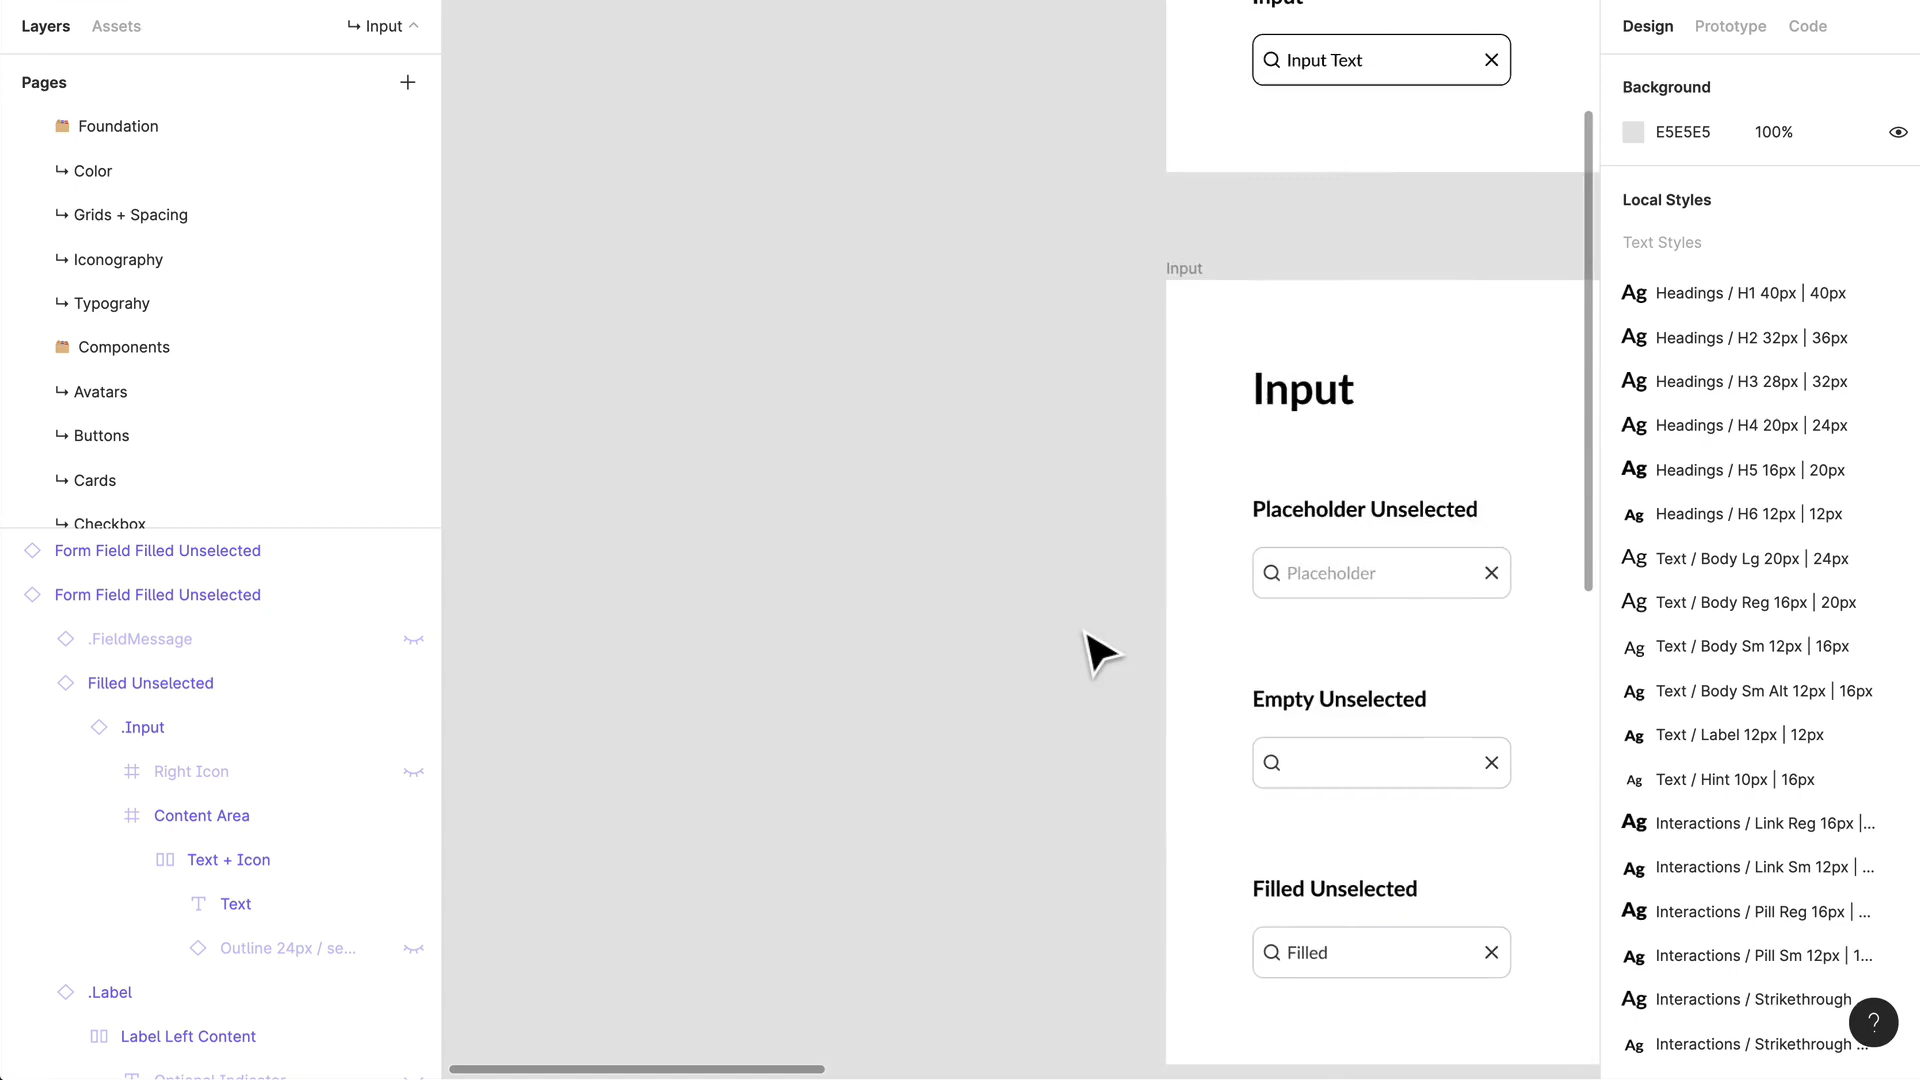 Layers
Assets
↳ Input
Pages
Foundation
↳ Color
↳ Grids + Spacing
↳ Iconography
↳ Typograhy
Components
↳ Avatars
↳ Buttons
↳ Cards
↳ Checkbox
Form Field Filled Unselected
Form Field Filled Unselected
.FieldMessage
Filled Unselected
.Input
Right Icon
Content Area
Text + Icon
Text
Outline 24px / se...
.Label
Label Left Content
Optional Indicator
Input
Input Text
Input
Input
Placeholder Unselected
Placeholder
Empty Unselected
Filled Unselected
Filled
Design
Prototype
Code
Background
E5E5E5
100%
Local Styles
Text Styles
Ag Headings / H1 40px | 40px
Ag Headings / H2 32px | 36px
Ag Headings / H3 28px | 32px
Ag Headings / H4 20px | 24px
Ag Headings / H5 16px | 20px
Ag Headings / H6 12px | 12px
Ag Text / Body Lg 20px | 24px
Ag Text / Body Reg 16px | 20px
Ag Text / Body Sm 12px | 16px
Ag Text / Body Sm Alt 12px | 16px
Ag Text / Label 12px | 12px
Ag Text / Hint 10px | 16px
Ag Interactions / Link Reg 16px |...
Ag Interactions / Link Sm 12px | ...
Ag Interactions / Pill Reg 16px | ...
Ag Interactions / Pill Sm 12px | 1...
Ag Interactions / Strikethrough
Ag Interactions / Strikethrough ...
?